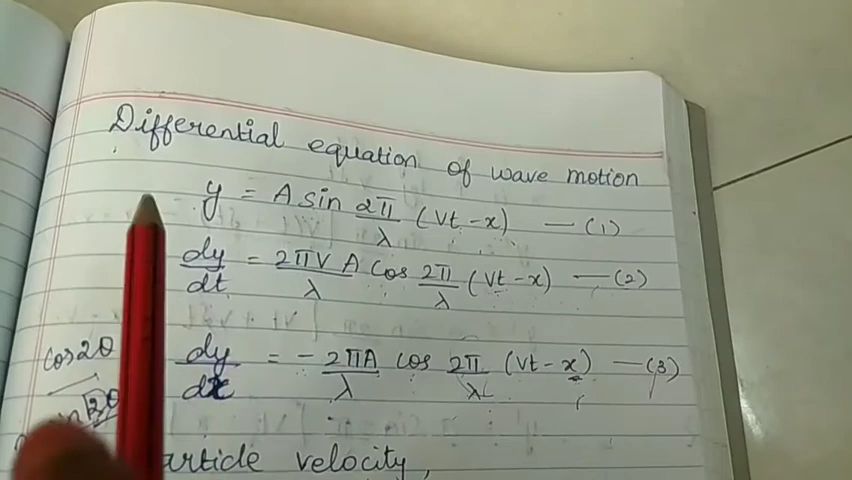 Differential equation of wave motion
y = A sin 2π/λ (Vt - x) — (1)
dy/dt = 2πV/λ A cos 2π/λ (Vt - x) — (2)
cos 2θ
dy/dx = - 2πA/λ cos 2π/λ (Vt - x) — (3)
2θ
article velocity,